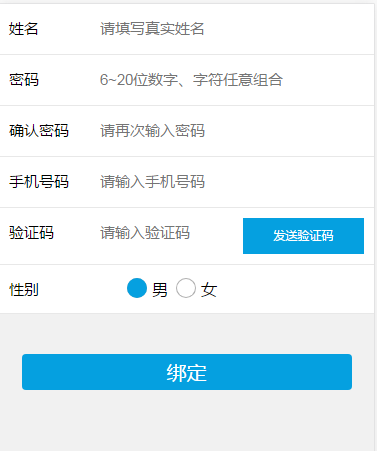 姓名 请填写真实姓名
密码 6~20位数字、字符任意组合
确认密码 请再次输入密码
手机号码 请输入手机号码
验证码 请输入验证码 发送验证码
性别 男 女
绑定